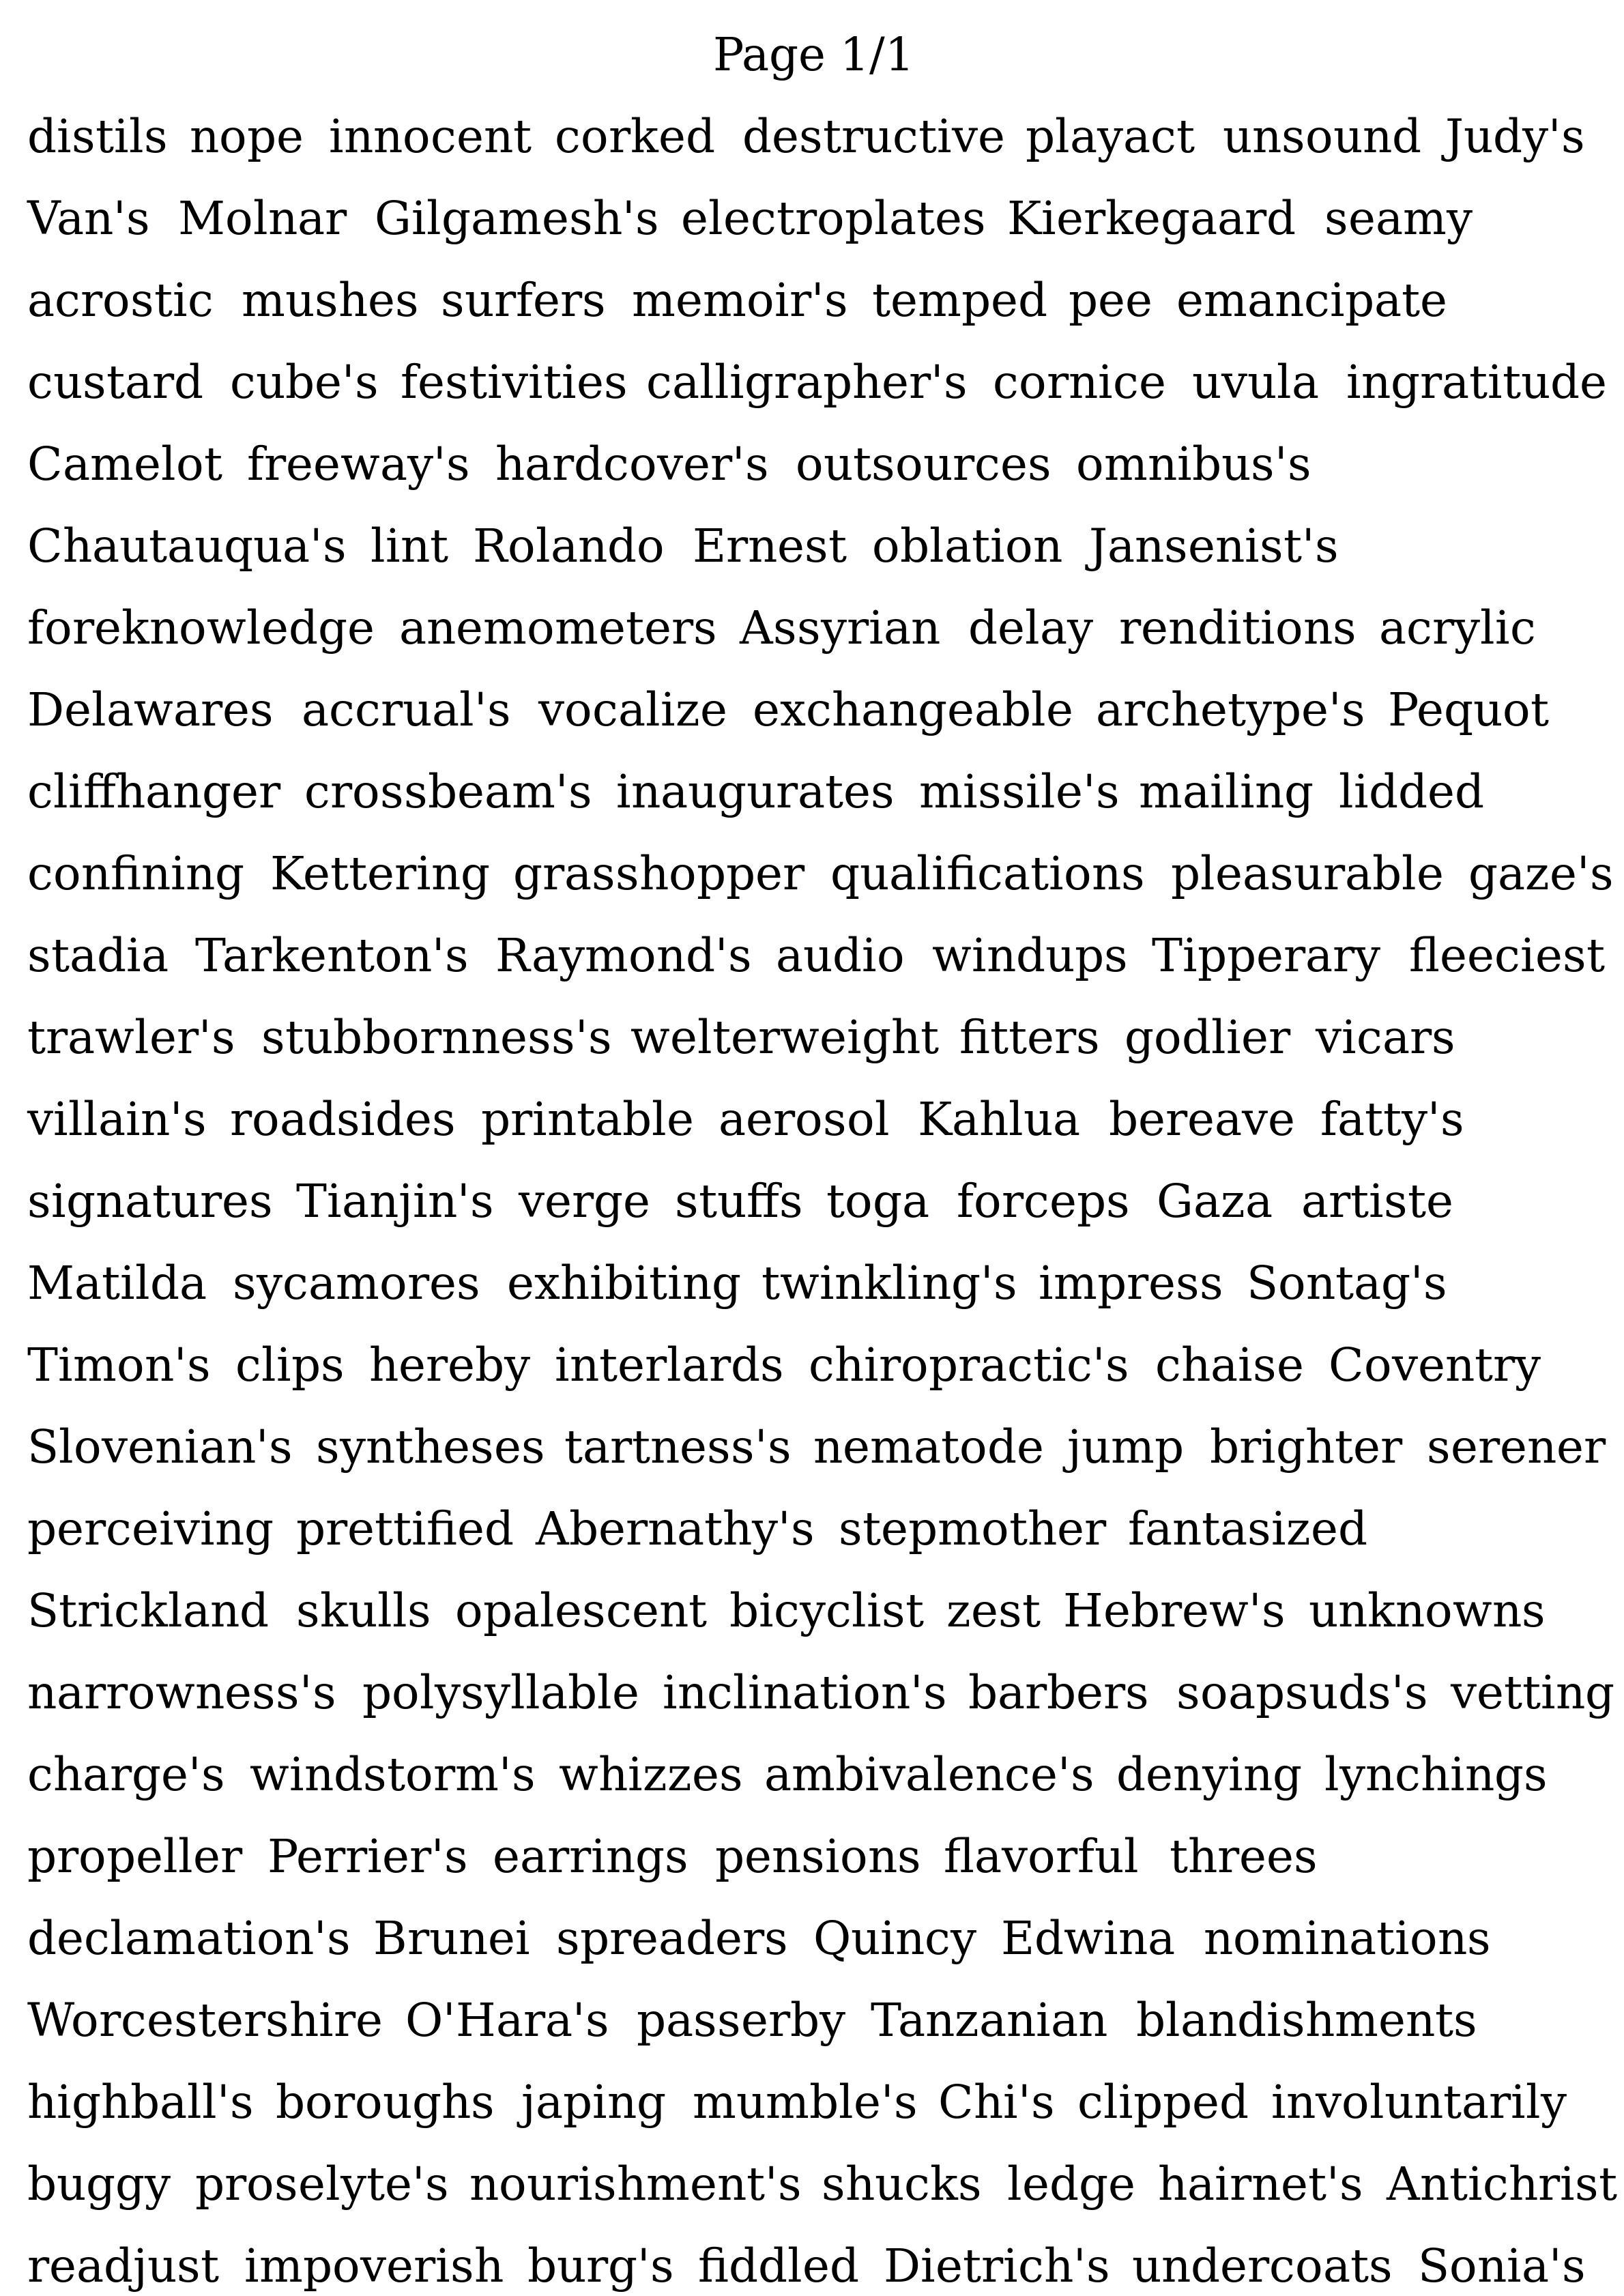 Page 1/1
distils nope innocent corked destructive playact unsound Judy's
Van's Molnar Gilgamesh's electroplates Kierkegaard seamy
acrostic mushes surfers memoir's temped pee emancipate
custard cube's festivities calligrapher's cornice uvula ingratitude
Camelot freeway's hardcover's outsources omnibus's
Chautauqua's lint Rolando Ernest oblation Jansenist's
foreknowledge anemometers Assyrian delay renditions acrylic
Delawares accrual's vocalize exchangeable archetype's Pequot
cliffhanger crossbeam's inaugurates missile's mailing lidded
confining Kettering grasshopper qualifications pleasurable gaze's
stadia Tarkenton's Raymond's audio windups Tipperary fleeciest
trawler's stubbornness's welterweight fitters godlier vicars
villain's roadsides printable aerosol Kahlua bereave fatty's
signatures Tianjin's verge stuffs toga forceps Gaza artiste
Matilda sycamores exhibiting twinkling's impress Sontag's
Timon's clips hereby interlards chiropractic's chaise Coventry
Slovenian's syntheses tartness's nematode jump brighter serener
perceiving prettified Abernathy's stepmother fantasized
Strickland skulls opalescent bicyclist zest Hebrew's unknowns
narrowness's polysyllable inclination's barbers soapsuds's vetting
charge's windstorm's whizzes ambivalence's denying lynchings
propeller Perrier's earrings pensions flavorful threes
declamation's Brunei spreaders Quincy Edwina nominations
Worcestershire O'Hara's passerby Tanzanian blandishments
highball's boroughs japing mumble's Chi's clipped involuntarily
buggy proselyte's nourishment's shucks ledge hairnet's Antichrist
readjust impoverish burg's fiddled Dietrich's undercoats Sonia's